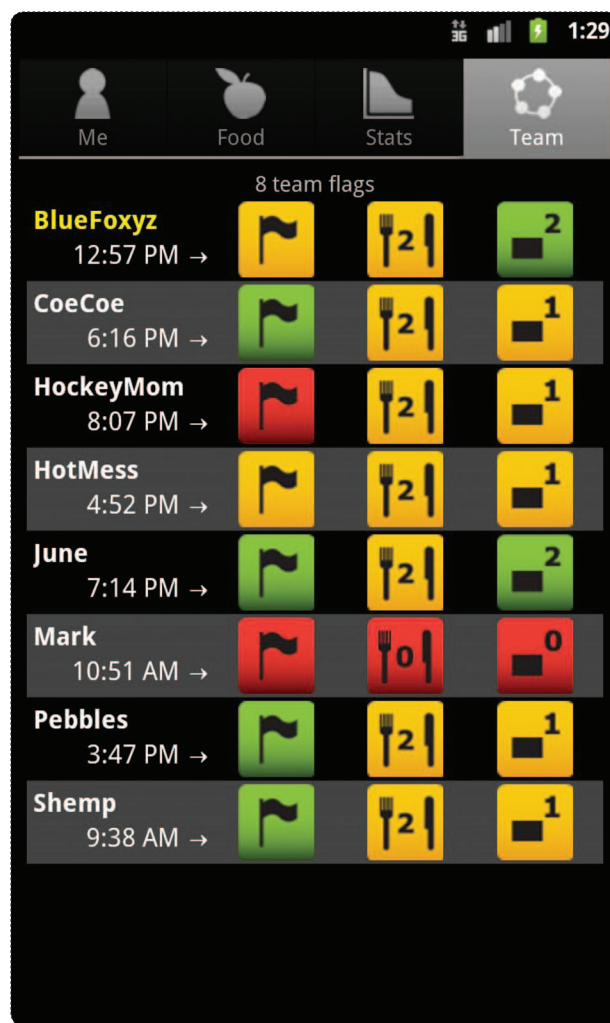 3G 1:29
Me Food Stats Team
8 team flags
BlueFoxyz
12:57 PM → 2 2
CoeCoe
6:16 PM → 2 1
HockeyMom
8:07 PM → 2 1
HotMess
4:52 PM → 2 1
June
7:14 PM → 2 2
Mark
10:51 AM → 0 0
Pebbles
3:47 PM → 2 1
Shemp
9:38 AM → 2 1